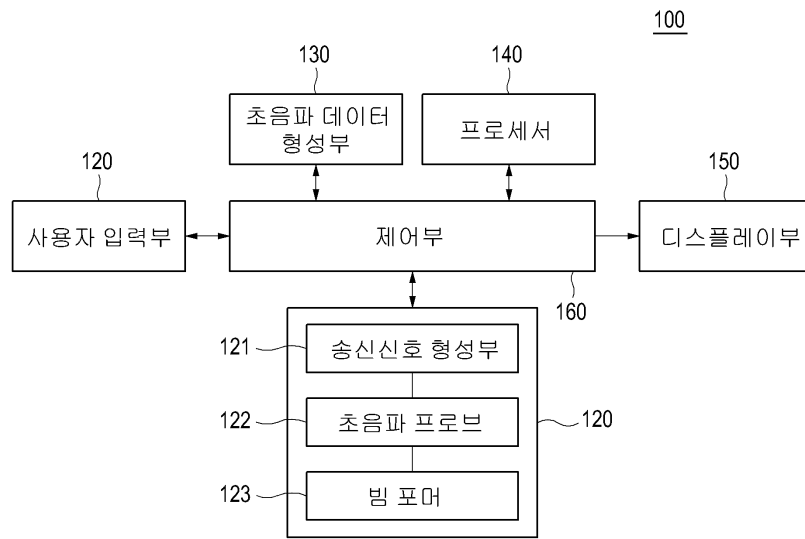 100
130
140
초음파 데이터
형성부
프로세서
120
150
사용자 입력부
제어부
디스플레이부
160
121
송신신호 형성부
122
초음파 프로브
120
123
빔 포머